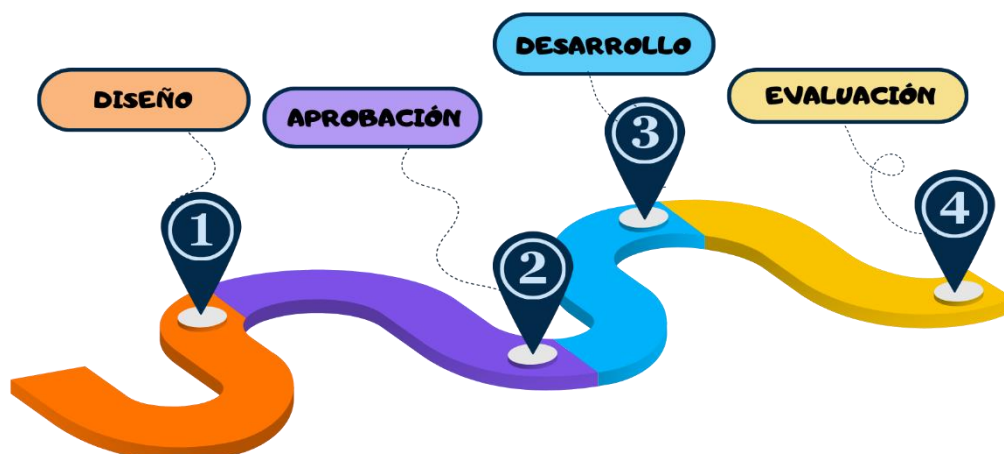 DISEÑO
1
APROBACIÓN
2
DESARROLLO
3
EVALUACIÓN
4